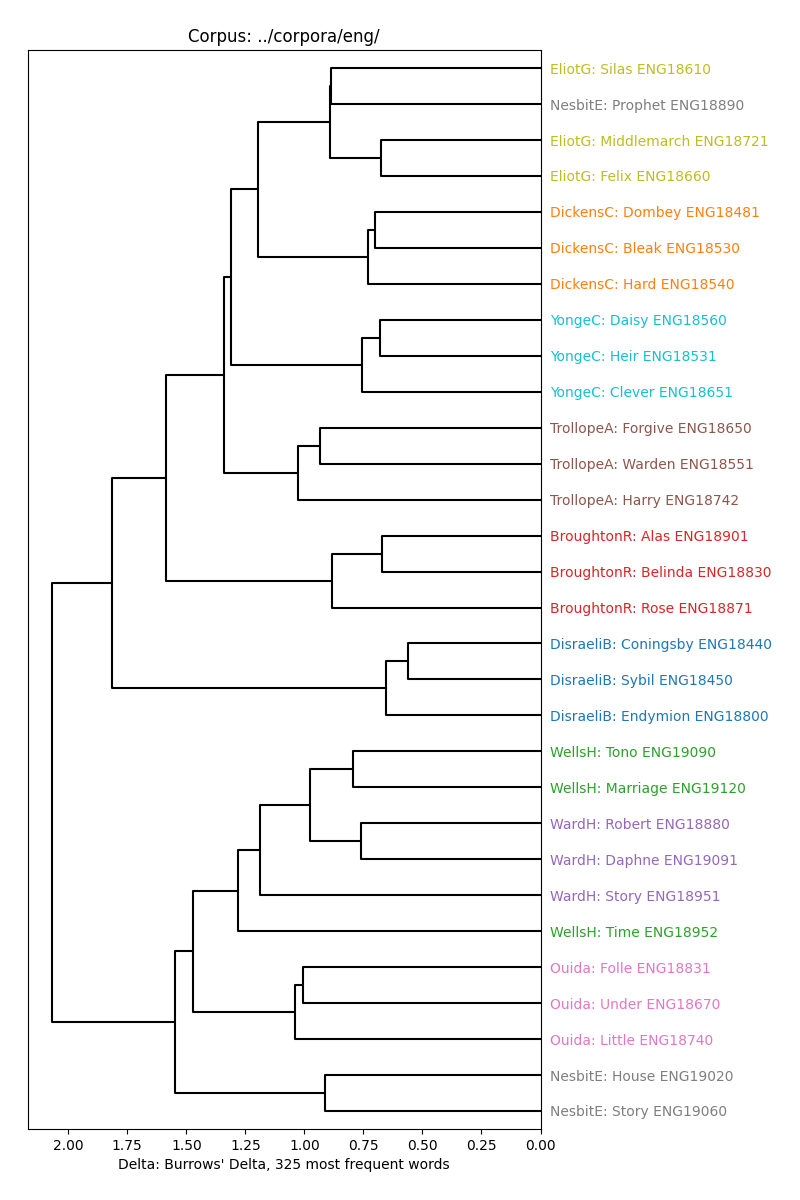 Corpus: ../corpora/eng/
EliotG: Silas ENG18610
NesbitE: Prophet ENG18890
EliotG: Middlemarch ENG18721
EliotG: Felix ENG18660
DickensC: Dombey ENG18481
DickensC: Bleak ENG18530
DickensC: Hard ENG18540
YongeC: Daisy ENG18560
YongeC: Heir ENG18531
YongeC: Clever ENG18651
TrollopeA: Forgive ENG18650
TrollopeA: Warden ENG18551
TrollopeA: Harry ENG18742
BroughtonR: Alas ENG18901
BroughtonR: Belinda ENG18830
BroughtonR: Rose ENG18871
DisraeliB: Coningsby ENG18440
DisraeliB: Sybil ENG18450
DisraeliB: Endymion ENG18800
WellsH: Tono ENG19090
WellsH: Marriage ENG19120
WardH: Robert ENG18880
WardH: Daphne ENG19091
WardH: Story ENG18951
WellsH: Time ENG18952
Ouida: Folle ENG18831
Ouida: Under ENG18670
Ouida: Little ENG18740
NesbitE: House ENG19020
NesbitE: Story ENG19060
2.00 1.75 1.50 1.25 1.00 0.75 0.50 0.25 0.00
Delta: Burrows' Delta, 325 most frequent words